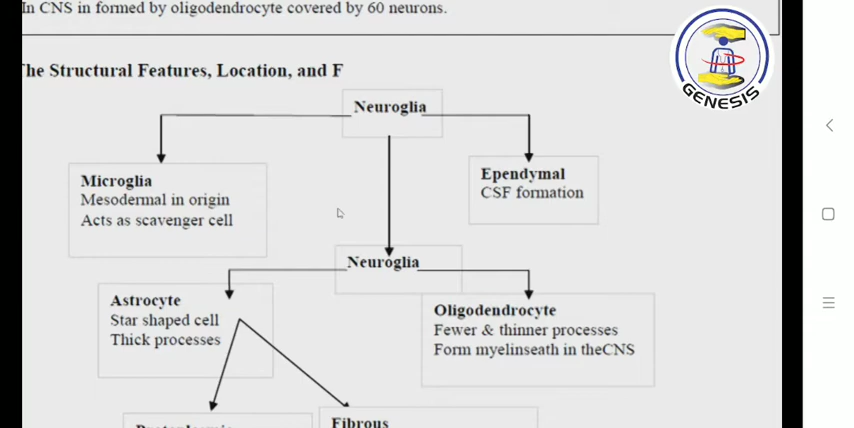 In CNS in formed by oligodendrocyte covered by 60 neurons.
The Structural Features, Location, and F
GENESIS
Neuroglia
Microglia
Mesodermal in origin
Acts as scavenger cell
Ependymal
CSF formation
Neuroglia
Astrocyte
Star shaped cell
Thick processes
Oligodendrocyte
Fewer & thinner processes
Form myelinseath in theCNS
Fibrous